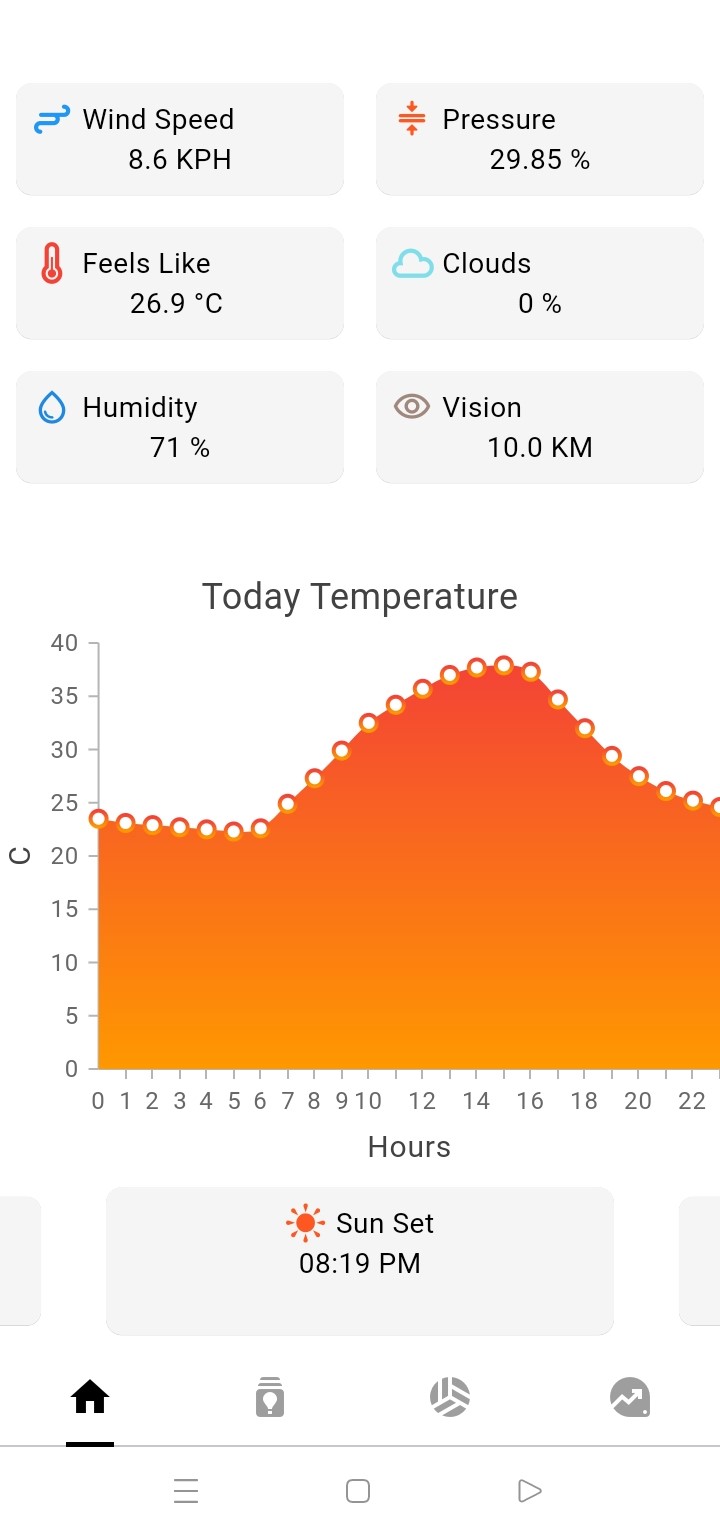 Wind Speed
8.6 KPH
Pressure
29.85 %
Feels Like
26.9 °C
Clouds
0 %
Humidity
71 %
Vision
10.0 KM
Today Temperature
40
35
30
25
20
15
10
5
0
C
0 1 2 3 4 5 6 7 8 9 10 12 14 16 18 20 22
Hours
Sun Set
08:19 PM